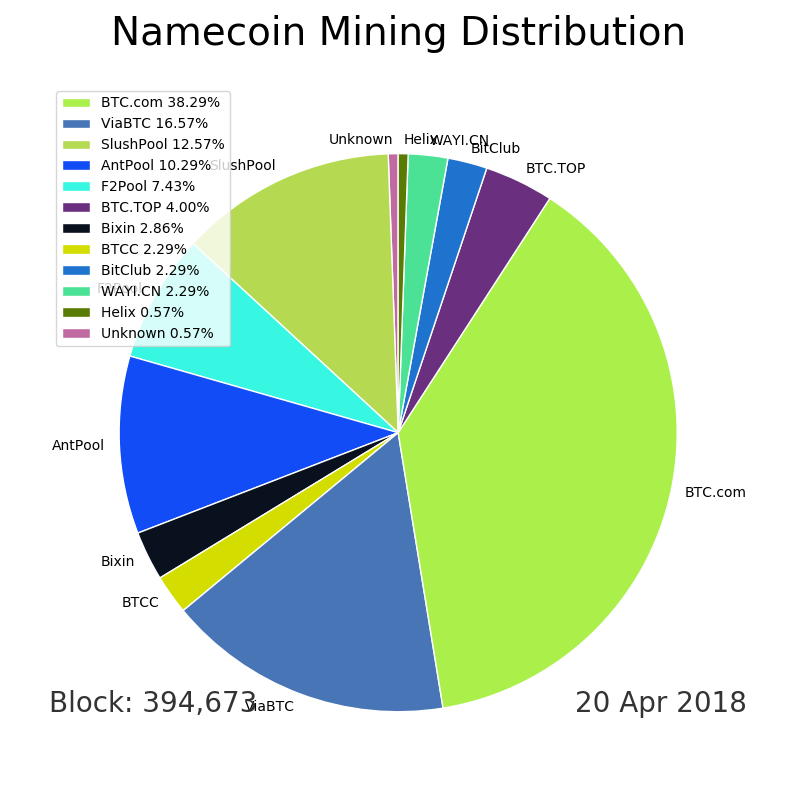 Namecoin Mining Distribution
BTC.com 38.29%
ViaBTC 16.57%
SlushPool 12.57%
AntPool 10.29%
F2Pool 7.43%
BTC.TOP 4.00%
Bixin 2.86%
BTCC 2.29%
BitClub 2.29%
WAYI.CN 2.29%
Helix 0.57%
Unknown 0.57%
Unknown
Helix
WAYI.CN
BitClub
BTC.TOP
SlushPool
F2Pool
AntPool
BTC.com
Bixin
BTCC
ViaBTC
Block: 394,673
20 Apr 2018